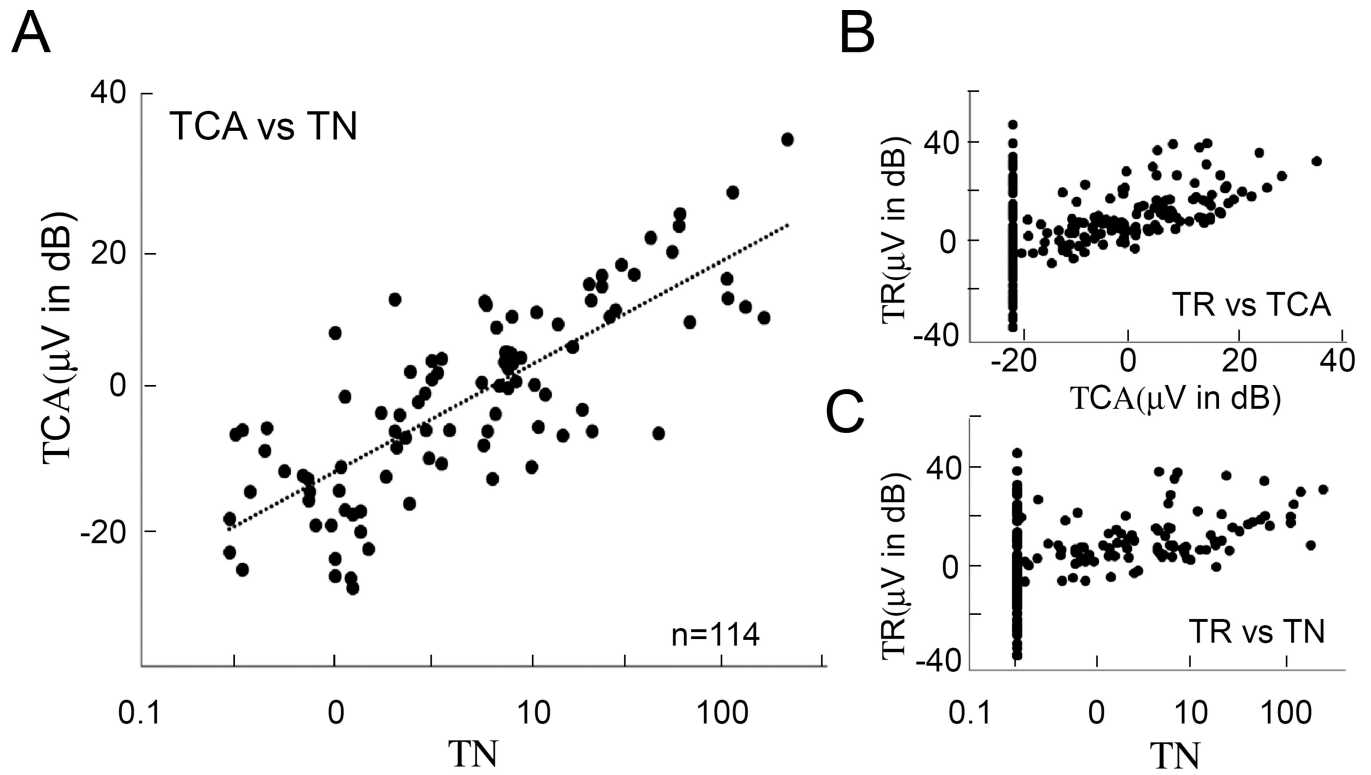 A
40
TCA vs TN
20
TCA(μV in dB)
0
-20
n=114
0.1
0
10
100
TN
B
40
TR(μV in dB)
0
TR vs TCA
-40
-20
0
20
40
TCA(μV in dB)
C
40
TR(μV in dB)
0
TR vs TN
-40
0.1
0
10
100
TN